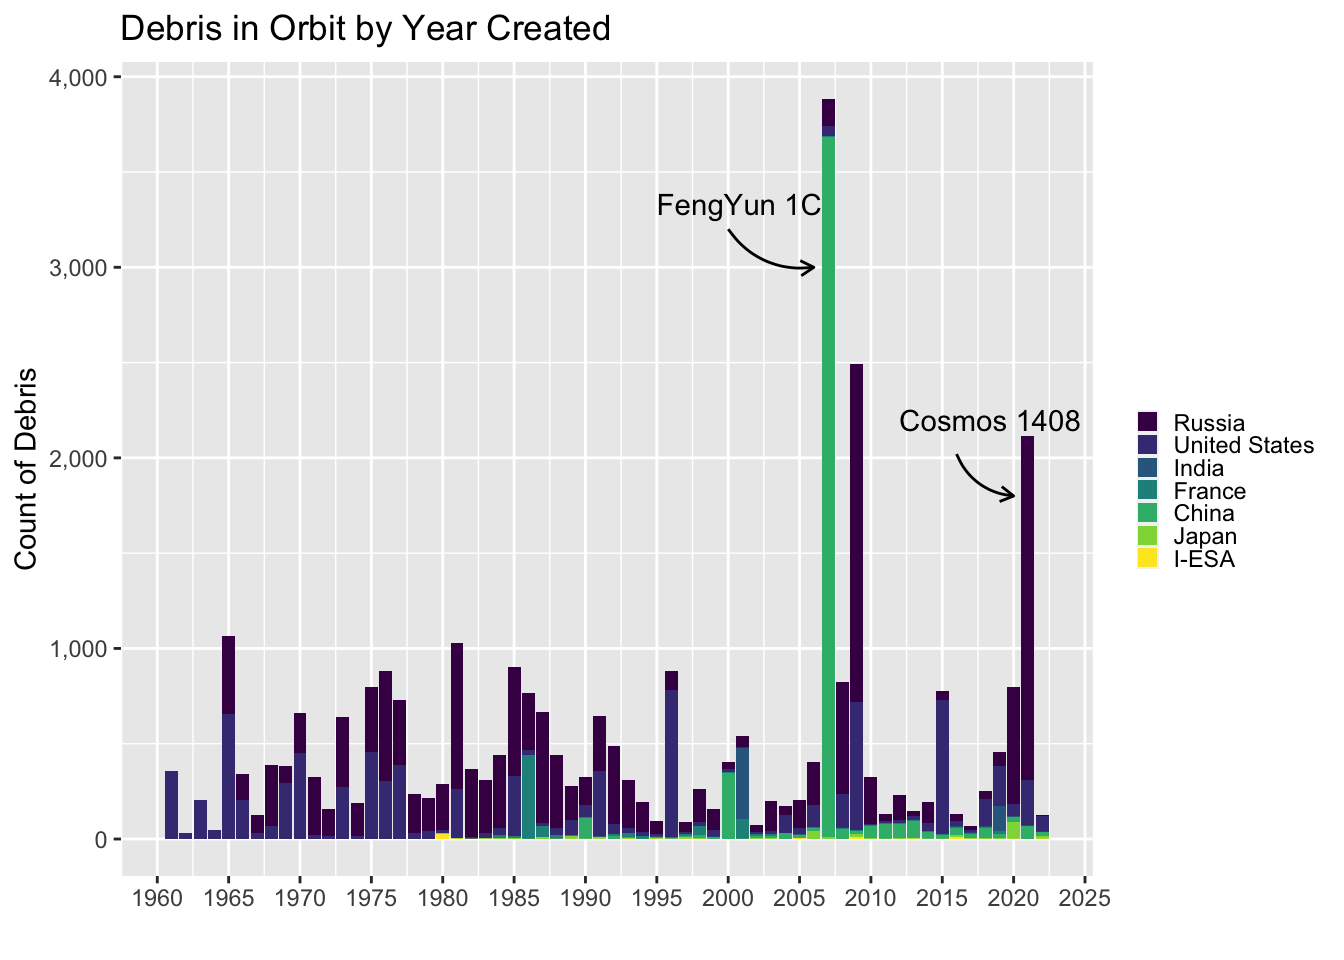 Debris in Orbit by Year Created
Count of Debris
4,000
3,000
2,000
1,000
0
FengYun 1C
Cosmos 1408
1960 1965 1970 1975 1980 1985 1990 1995 2000 2005 2010 2015 2020 2025
Russia
United States
India
France
China
Japan
I-ESA